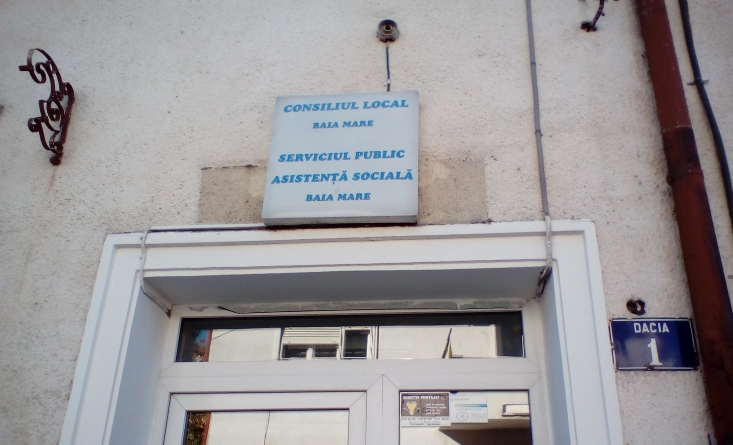 CONSILIUL LOCAL
BAIA MARE
SERVICIUL PUBLIC
ASISTENȚĂ SOCIALĂ
BAIA MARE
DACIA
1